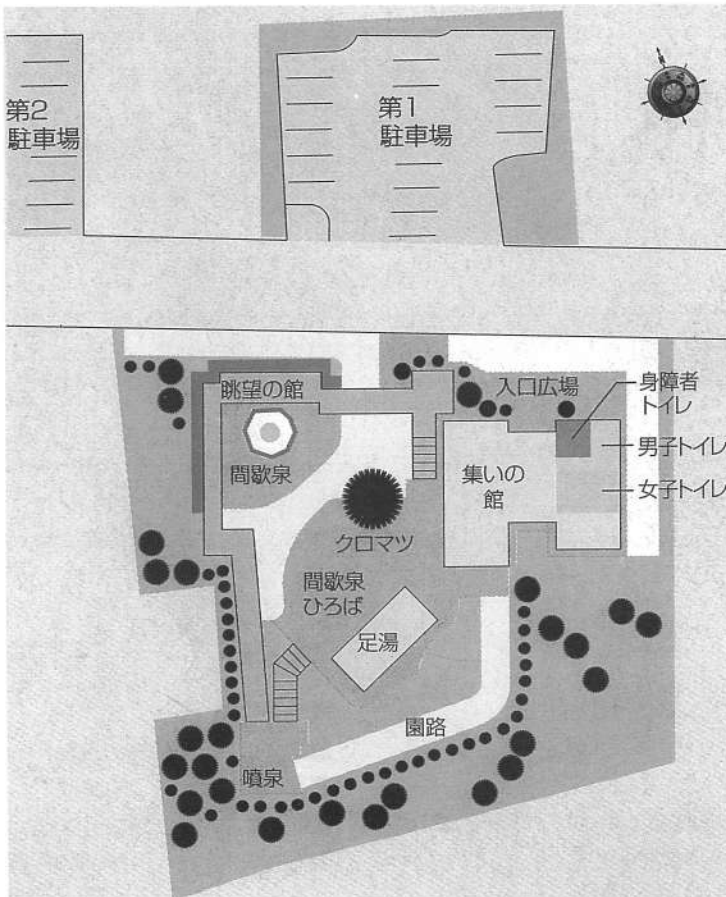 第2
駐車場
第1
駐車場
眺望の館
間歇泉
入口広場
身障者
トイレ
男子トイレ
女子トイレ
集いの
館
クロマツ
間歇泉
ひろば
足湯
園路
噴泉